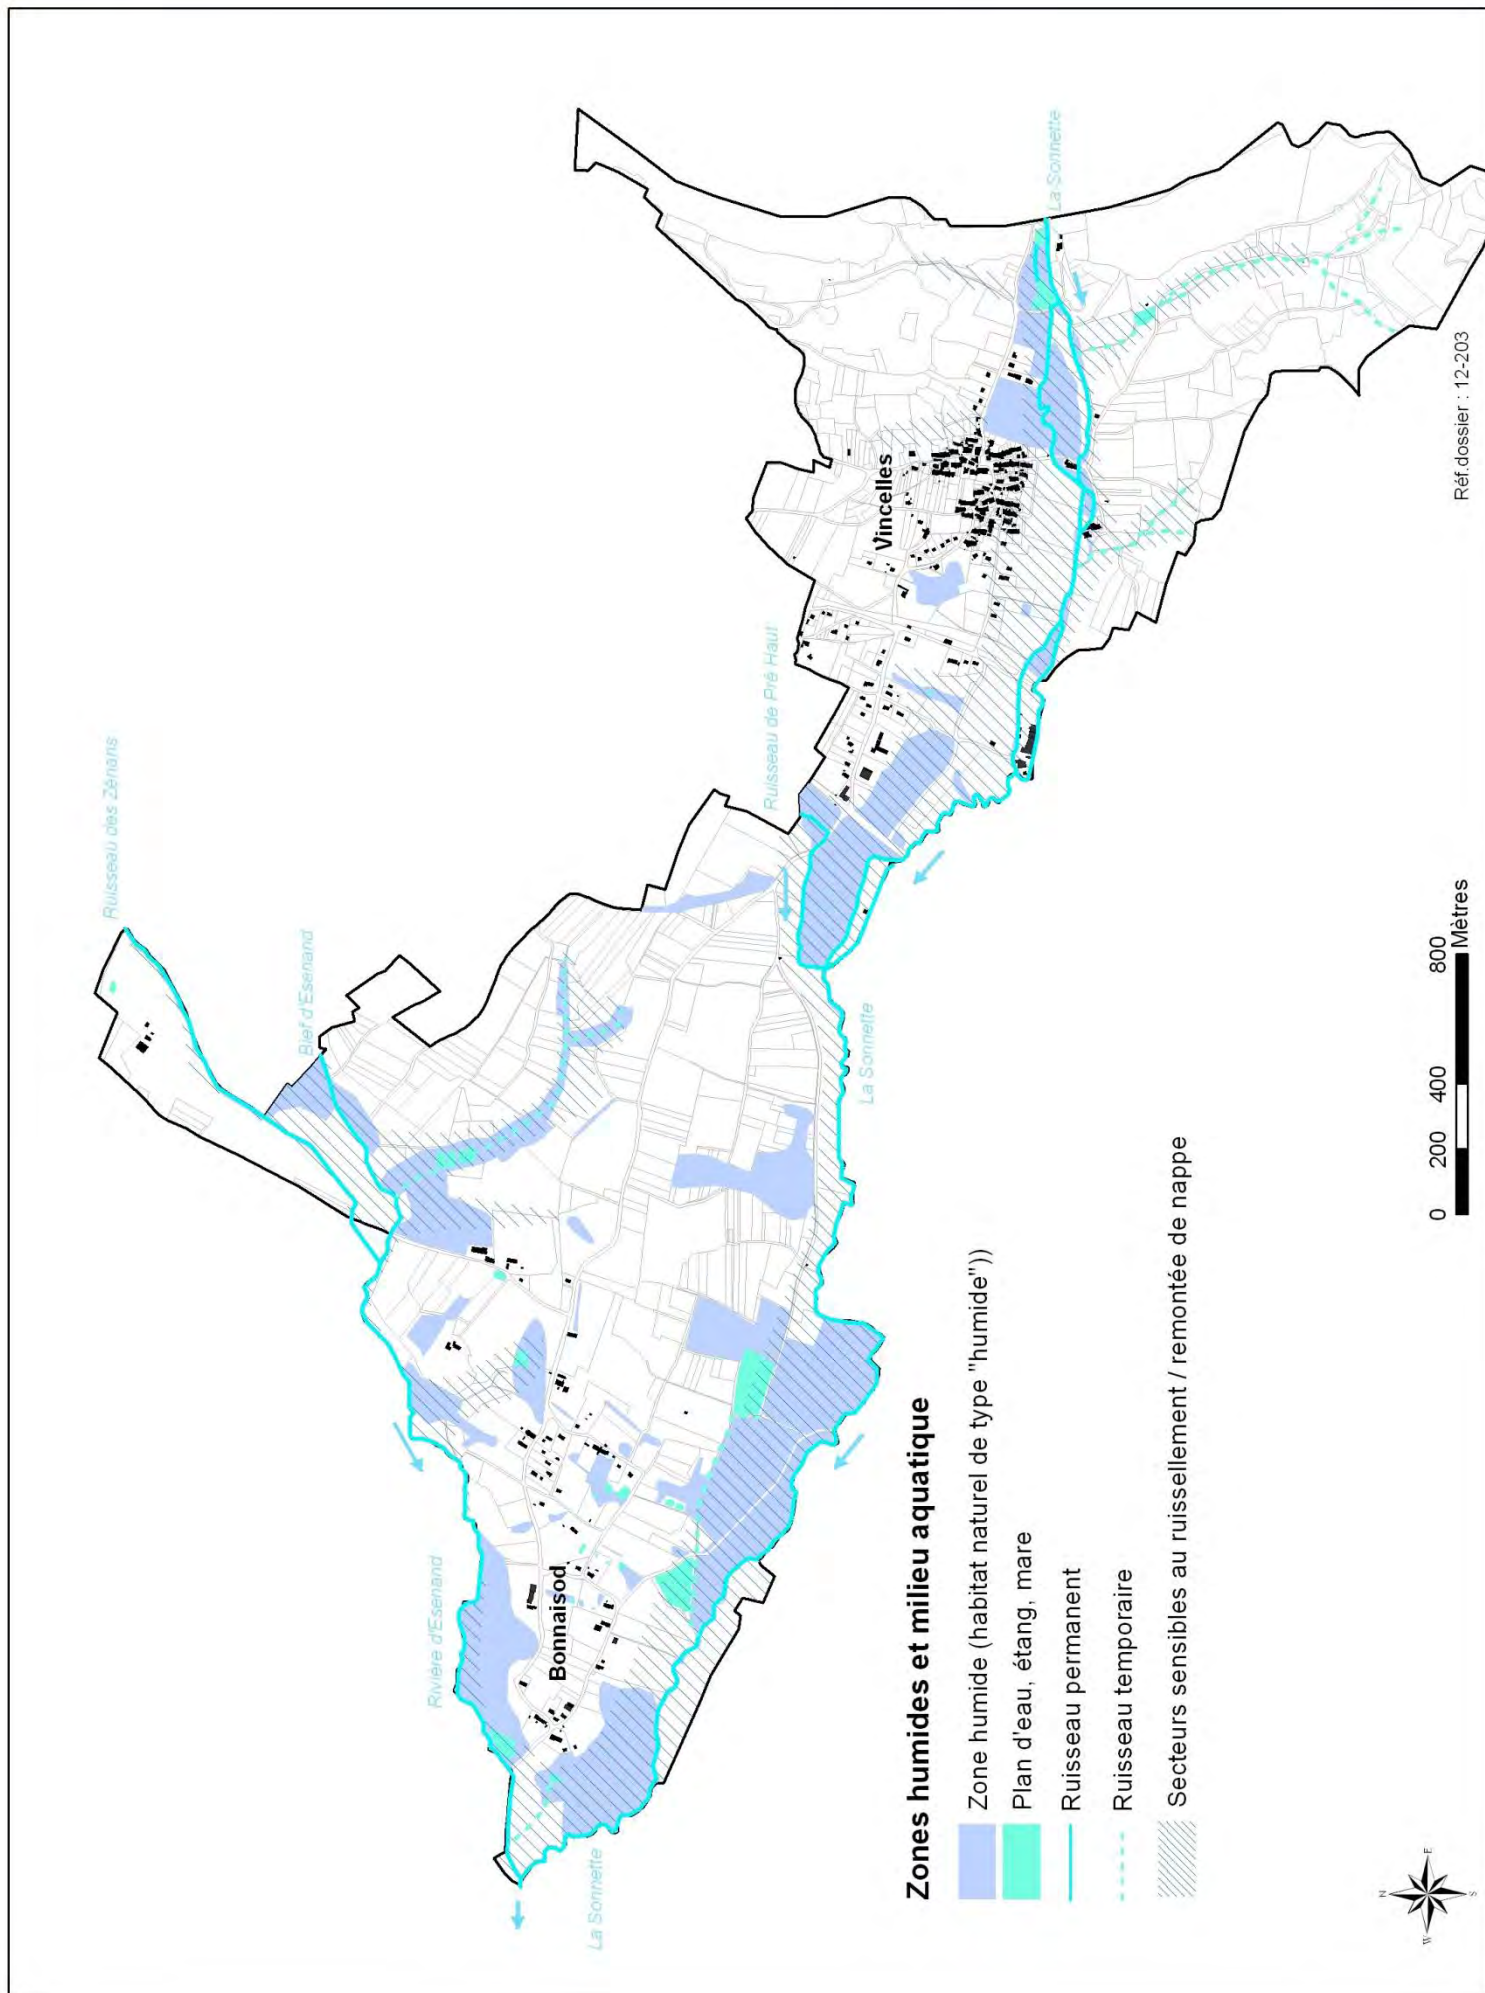 Ruisseau des Zénans
Bief d'Esenand
Rivière d'Esenand
Ruisseau de Pré Haut
La Sonnette
Vincelles
La Sonnette
Bonnaisod
La Sonnette
Zones humides et milieu aquatique
Zone humide (habitat naturel de type "humide"))
Plan d'eau, étang, mare
Ruisseau permanent
Ruisseau temporaire
Secteurs sensibles au ruissellement / remontée de nappe
0 200 400 800
Mètres
Réf.dossier : 12-203
N
W E
S